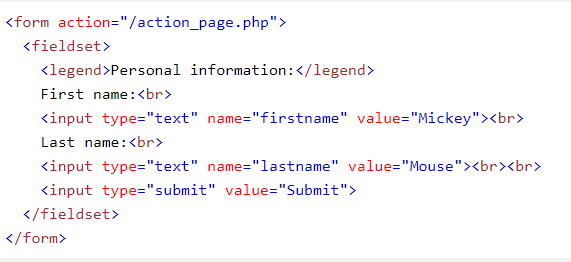 <form action="/action_page.php">
<fieldset>
<legend>Personal information:</legend>
First name:<br>
<input type="text" name="firstname" value="Mickey"><br>
Last name:<br>
<input type="text" name="lastname" value="Mouse"><br><br>
<input type="submit" value="Submit">
</fieldset>
</form>